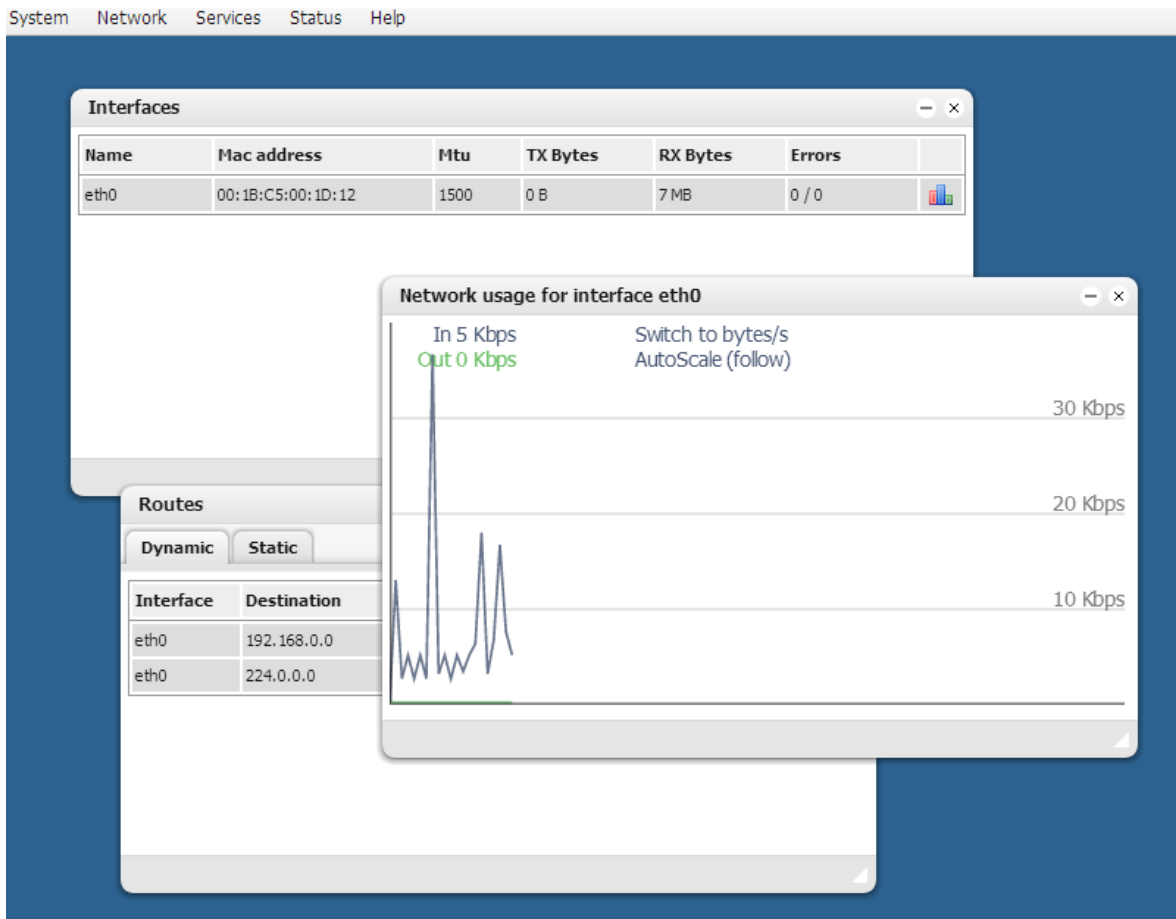 System Network Services Status Help
Interfaces
Name Mac address Mtu TX Bytes RX Bytes Errors
eth0 00:1B:C5:00:1D:12 1500 0 B 7 MB 0 / 0
Network usage for interface eth0
In 5 Kbps Switch to bytes/s
Out 0 Kbps AutoScale (follow)
30 Kbps
20 Kbps
10 Kbps
Routes
Dynamic Static
Interface Destination
eth0 192.168.0.0
eth0 224.0.0.0